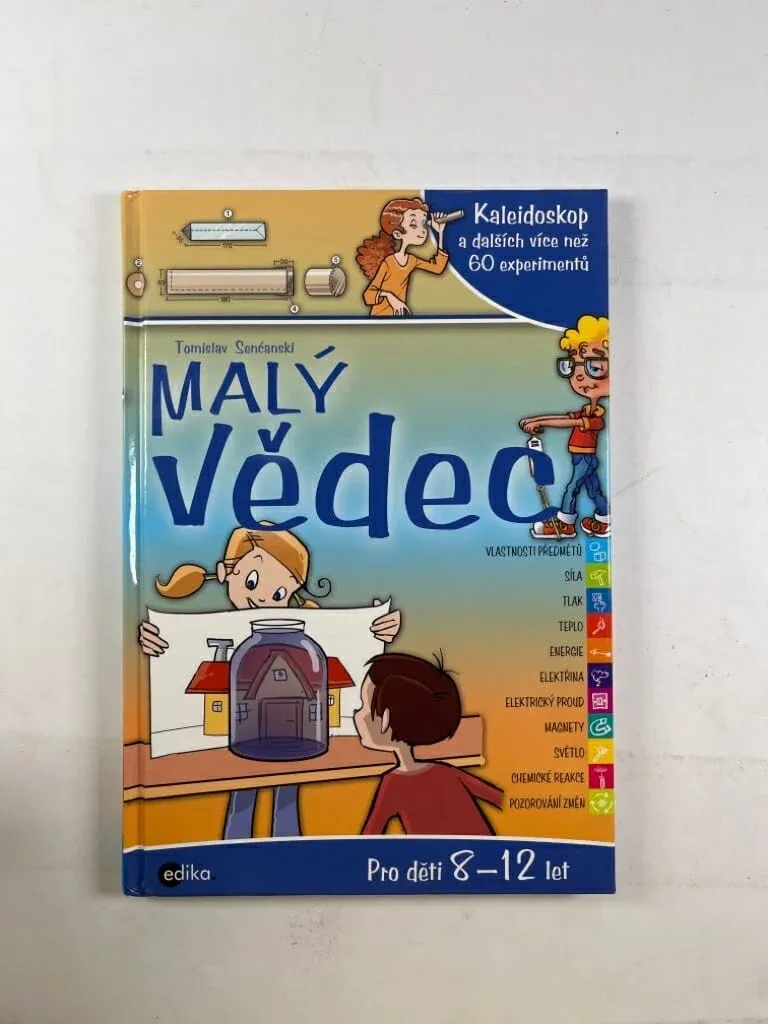 Kaleidoskop
a dalších více než
60 experimentů
Tomislav Senćanski
MALÝ
vědec
VLASTNOSTI PŘEDMĚTŮ
SÍLA
TLAK
TEPLO
ENERGIE
ELEKTŘINA
ELEKTRICKÝ PROUD
MAGNETY
SVĚTLO
CHEMICKÉ REAKCE
POZOROVÁNÍ ZMĚN
edika
Pro děti 8–12 let